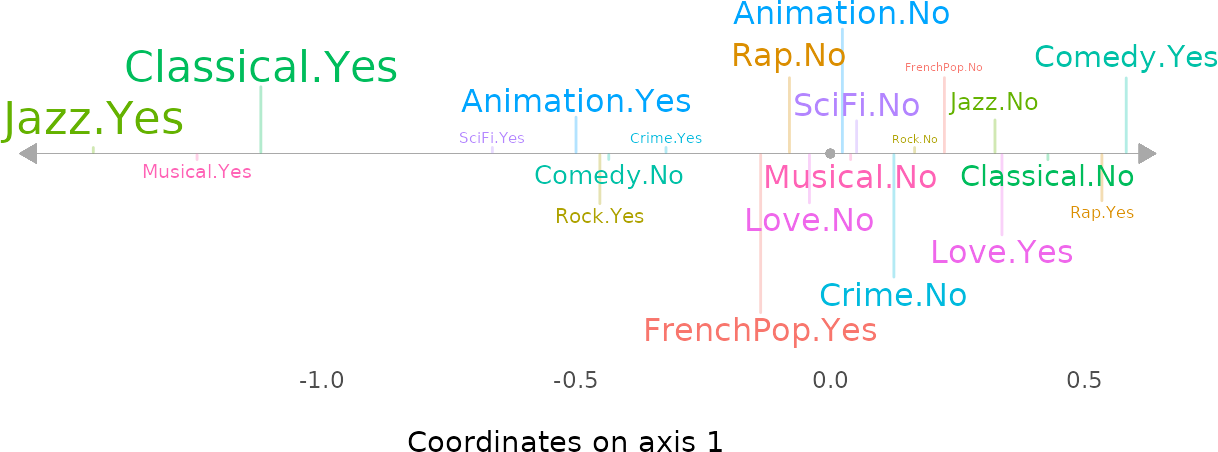 Animation.No
Rap.No
Comedy.Yes
Classical.Yes
FrenchPop.No
Animation.Yes
SciFi.No
Jazz.No
Jazz.Yes
SciFi.Yes
Crime.Yes
Rock.No
Musical.Yes
Comedy.No
Musical.No
Classical.No
Rock.Yes
Love.No
Rap.Yes
Love.Yes
Crime.No
FrenchPop.Yes
-1.0
-0.5
0.0
0.5
Coordinates on axis 1